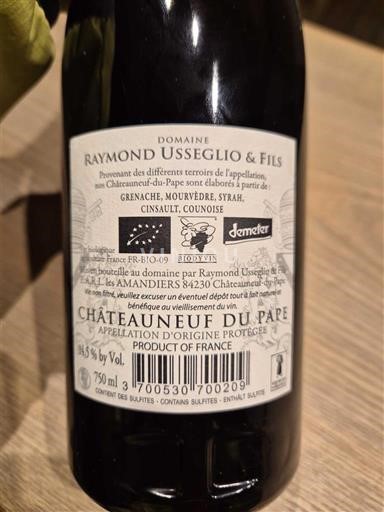 DOMAINE
RAYMOND USSEGLIO & FILS
Provenant des différents terroirs de l'appellation,
nos Châteauneuf-du-Pape sont élaborés à partir de :
GRENACHE, MOURVÈDRE, SYRAH,
CINSAULT, COUNOISE
demeter
biologique
BIODYVIN
France FR-BIO-09
en bouteille au domaine par Raymond Usseglio & Fils
E.A.R.L les AMANDIERS 84230 Châteauneuf-du-Pape
Vin non filtré, veuillez excuser un éventuel dépôt tout à fait naturel et
bénéfique au vieillissement du vin.
CHÂTEAUNEUF DU PAPE
APPELLATION D'ORIGINE PROTÉGÉE
PRODUCT OF FRANCE
% by Vol.
750 ml
3 700530 700209
CONTIENT DES SULFITES - CONTAINS SULFITES - ENTHÄLT SULFITE